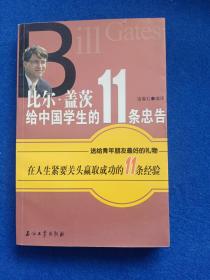 Bill Gates
比尔·盖茨
给中国学生的11条忠告
编译
送给青年朋友最好的礼物
在人生紧要关头赢取成功的11条经验
石油工业出版社